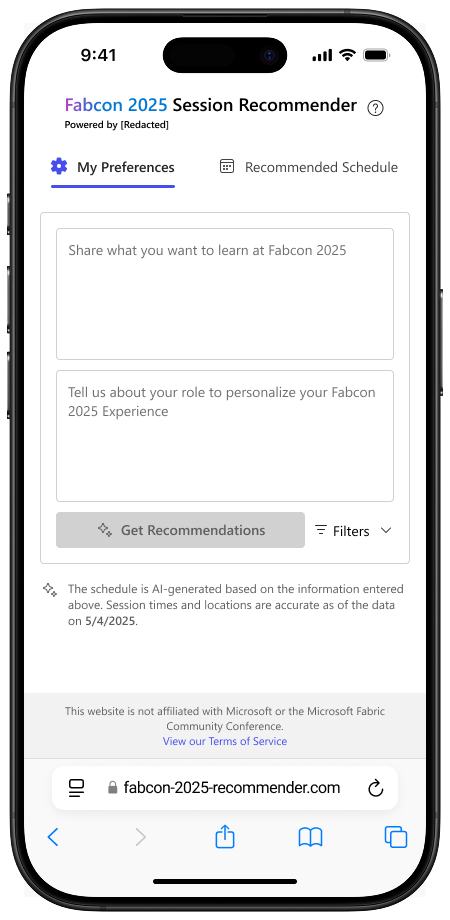 9:41
Fabcon 2025 Session Recommender
Powered by [Redacted]
My Preferences
Recommended Schedule
Share what you want to learn at Fabcon 2025
Tell us about your role to personalize your Fabcon
2025 Experience
Get Recommendations
Filters
The schedule is AI-generated based on the information entered
above. Session times and locations are accurate as of the data
on 5/4/2025.
This website is not affiliated with Microsoft or the Microsoft Fabric
Community Conference.
View our Terms of Service
fabcon-2025-recommender.com